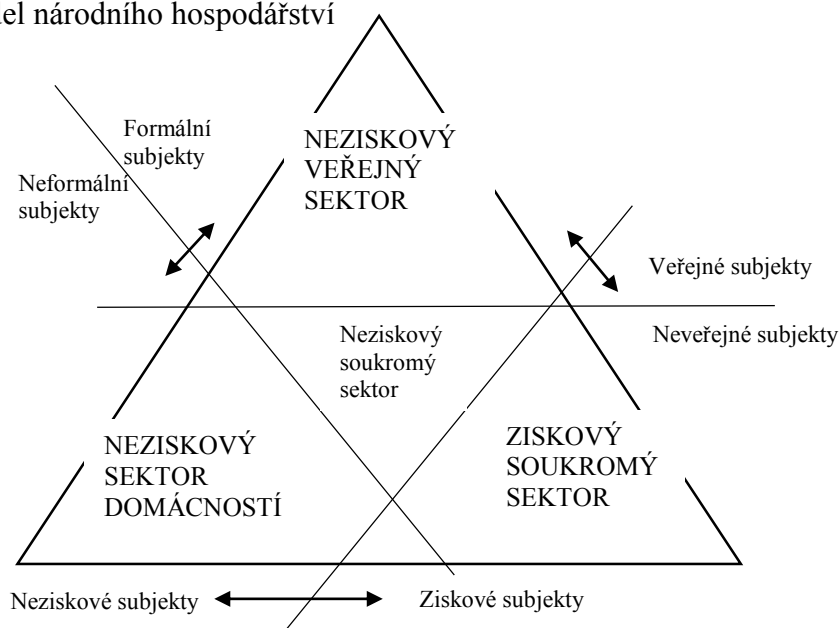 del národního hospodářství
Formální
subjekty
Neformální
subjekty
NEZISKOVÝ
VEŘEJNÝ
SEKTOR
Veřejné subjekty
Neveřejné subjekty
Neziskový
soukromý
sektor
NEZISKOVÝ
SEKTOR
DOMÁCNOSTÍ
ZISKOVÝ
SOUKROMÝ
SEKTOR
Neziskové subjekty
Ziskové subjekty